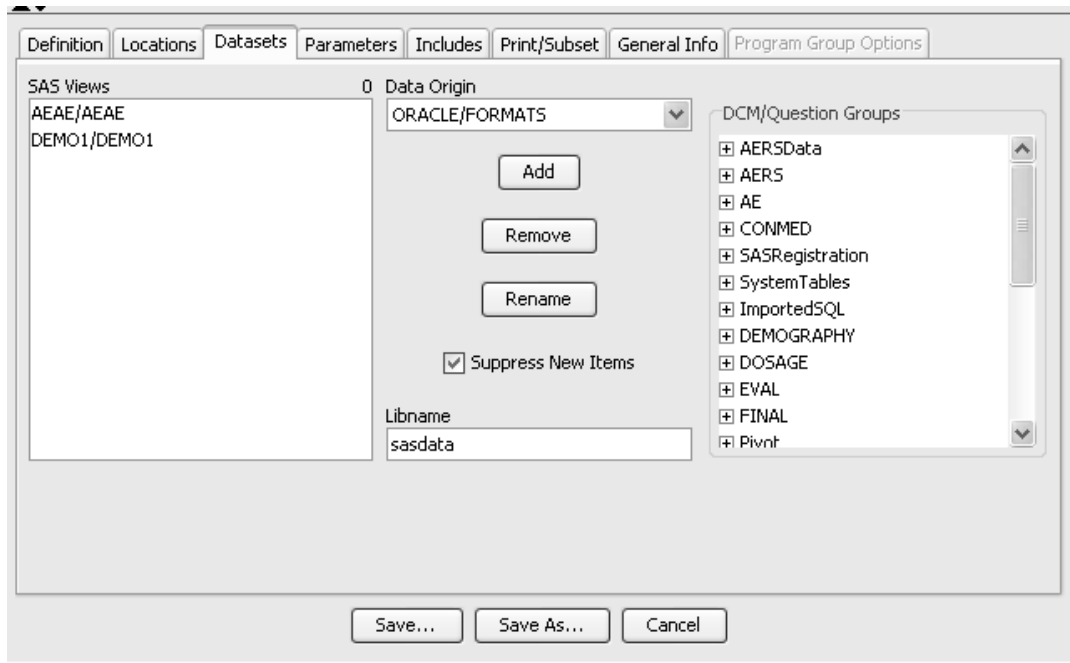 Definition Locations Datasets Parameters Includes Print/Subset General Info Program Group Options
SAS Views 0
AEAE/AEAE
DEMO1/DEMO1
Data Origin
ORACLE/FORMATS
Add
Remove
Rename
Suppress New Items
Libname
sasdata
DCM/Question Groups
AERSData
AERS
AE
CONMED
SASRegistration
SystemTables
ImportedSQL
DEMOGRAPHY
DOSAGE
EVAL
FINAL
Pivot
Save... Save As... Cancel